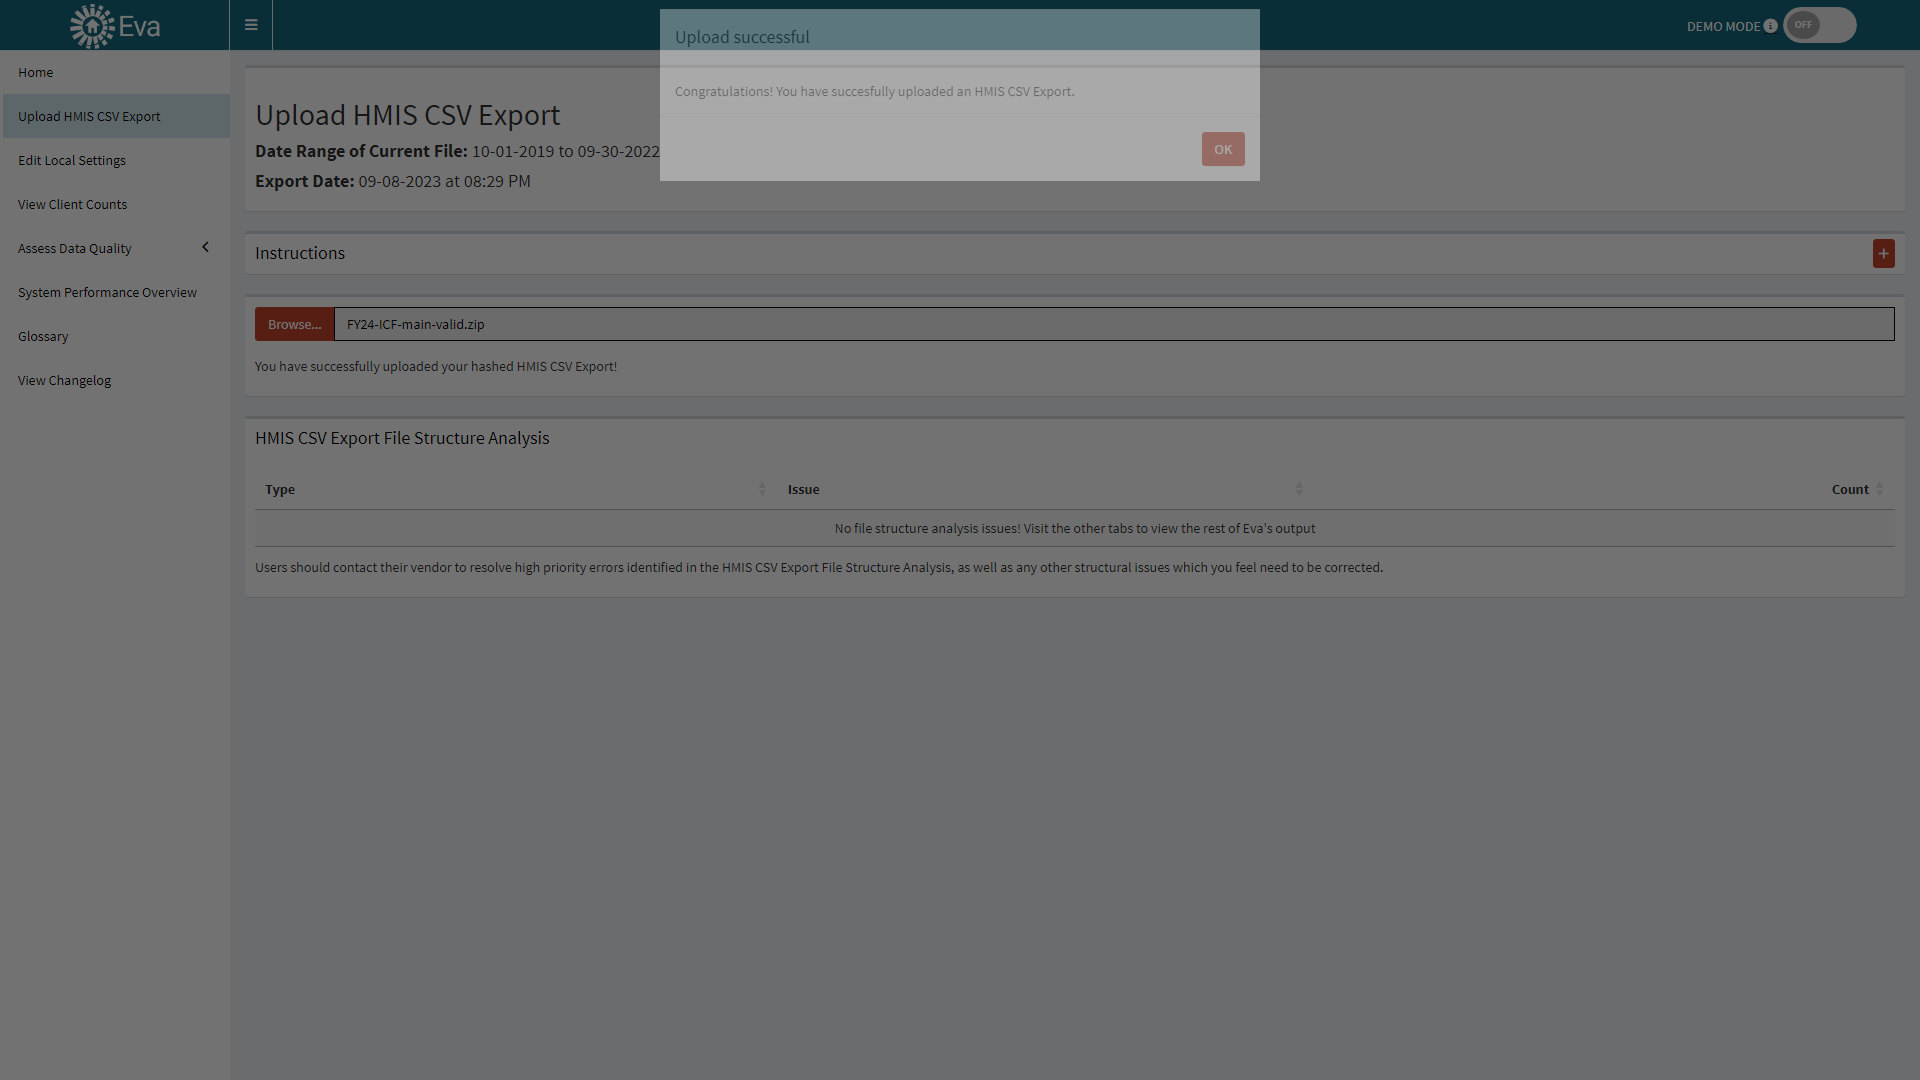 Eva
DEMO MODE
OFF
Upload successful
Congratulations! You have succesfully uploaded an HMIS CSV Export.
OK
Home
Upload HMIS CSV Export
Edit Local Settings
View Client Counts
Assess Data Quality
System Performance Overview
Glossary
View Changelog
Upload HMIS CSV Export
Date Range of Current File: 10-01-2019 to 09-30-2022
Export Date: 09-08-2023 at 08:29 PM
Instructions
+
Browse...
FY24-ICF-main-valid.zip
You have successfully uploaded your hashed HMIS CSV Export!
HMIS CSV Export File Structure Analysis
Type Issue Count
No file structure analysis issues! Visit the other tabs to view the rest of Eva's output
Users should contact their vendor to resolve high priority errors identified in the HMIS CSV Export File Structure Analysis, as well as any other structural issues which you feel need to be corrected.